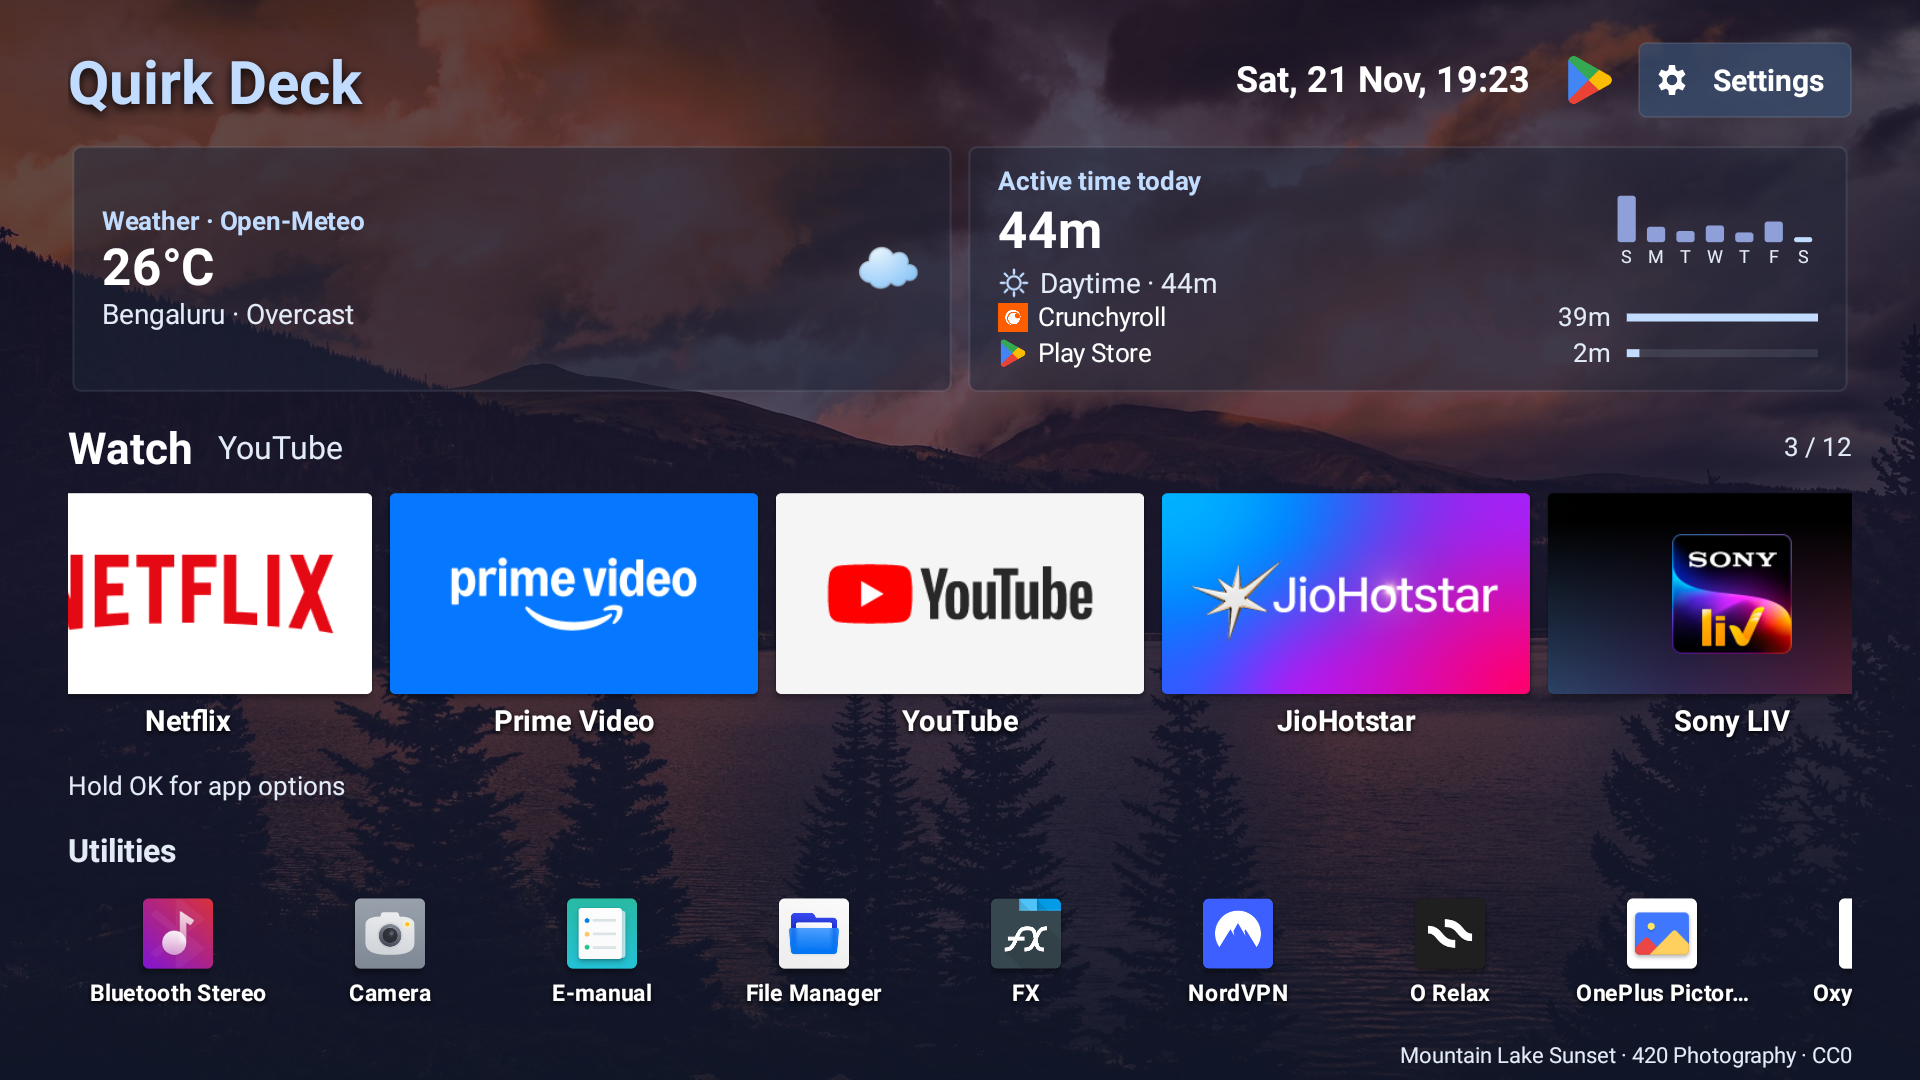 Quirk Deck
Sat, 21 Nov, 19:23
Settings
Weather · Open-Meteo
26°C
Bengaluru · Overcast
Active time today
44m
Daytime · 44m
Crunchyroll
39m
Play Store
2m
S M T W T F S
Watch YouTube
3 / 12
NETFLIX
prime video
YouTube
JioHotstar
SONY
liv
Netflix
Prime Video
YouTube
JioHotstar
Sony LIV
Hold OK for app options
Utilities
FX
Bluetooth Stereo
Camera
E-manual
File Manager
FX
NordVPN
O Relax
OnePlus Pictor...
Oxy
Mountain Lake Sunset · 420 Photography · CC0